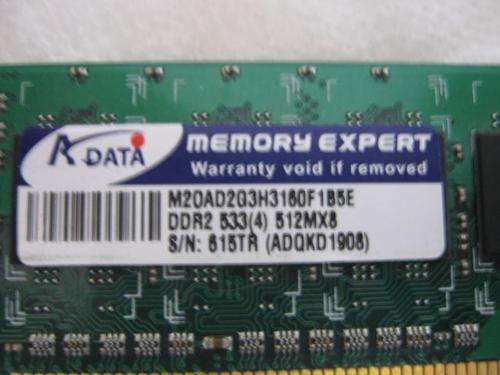 A DATA
MEMORY EXPERT
Warranty void if removed
M2OAD2G3H3160F1B5E
DDR2 533(4) 512MX8
S/N: 615TR (ADQKD1908)